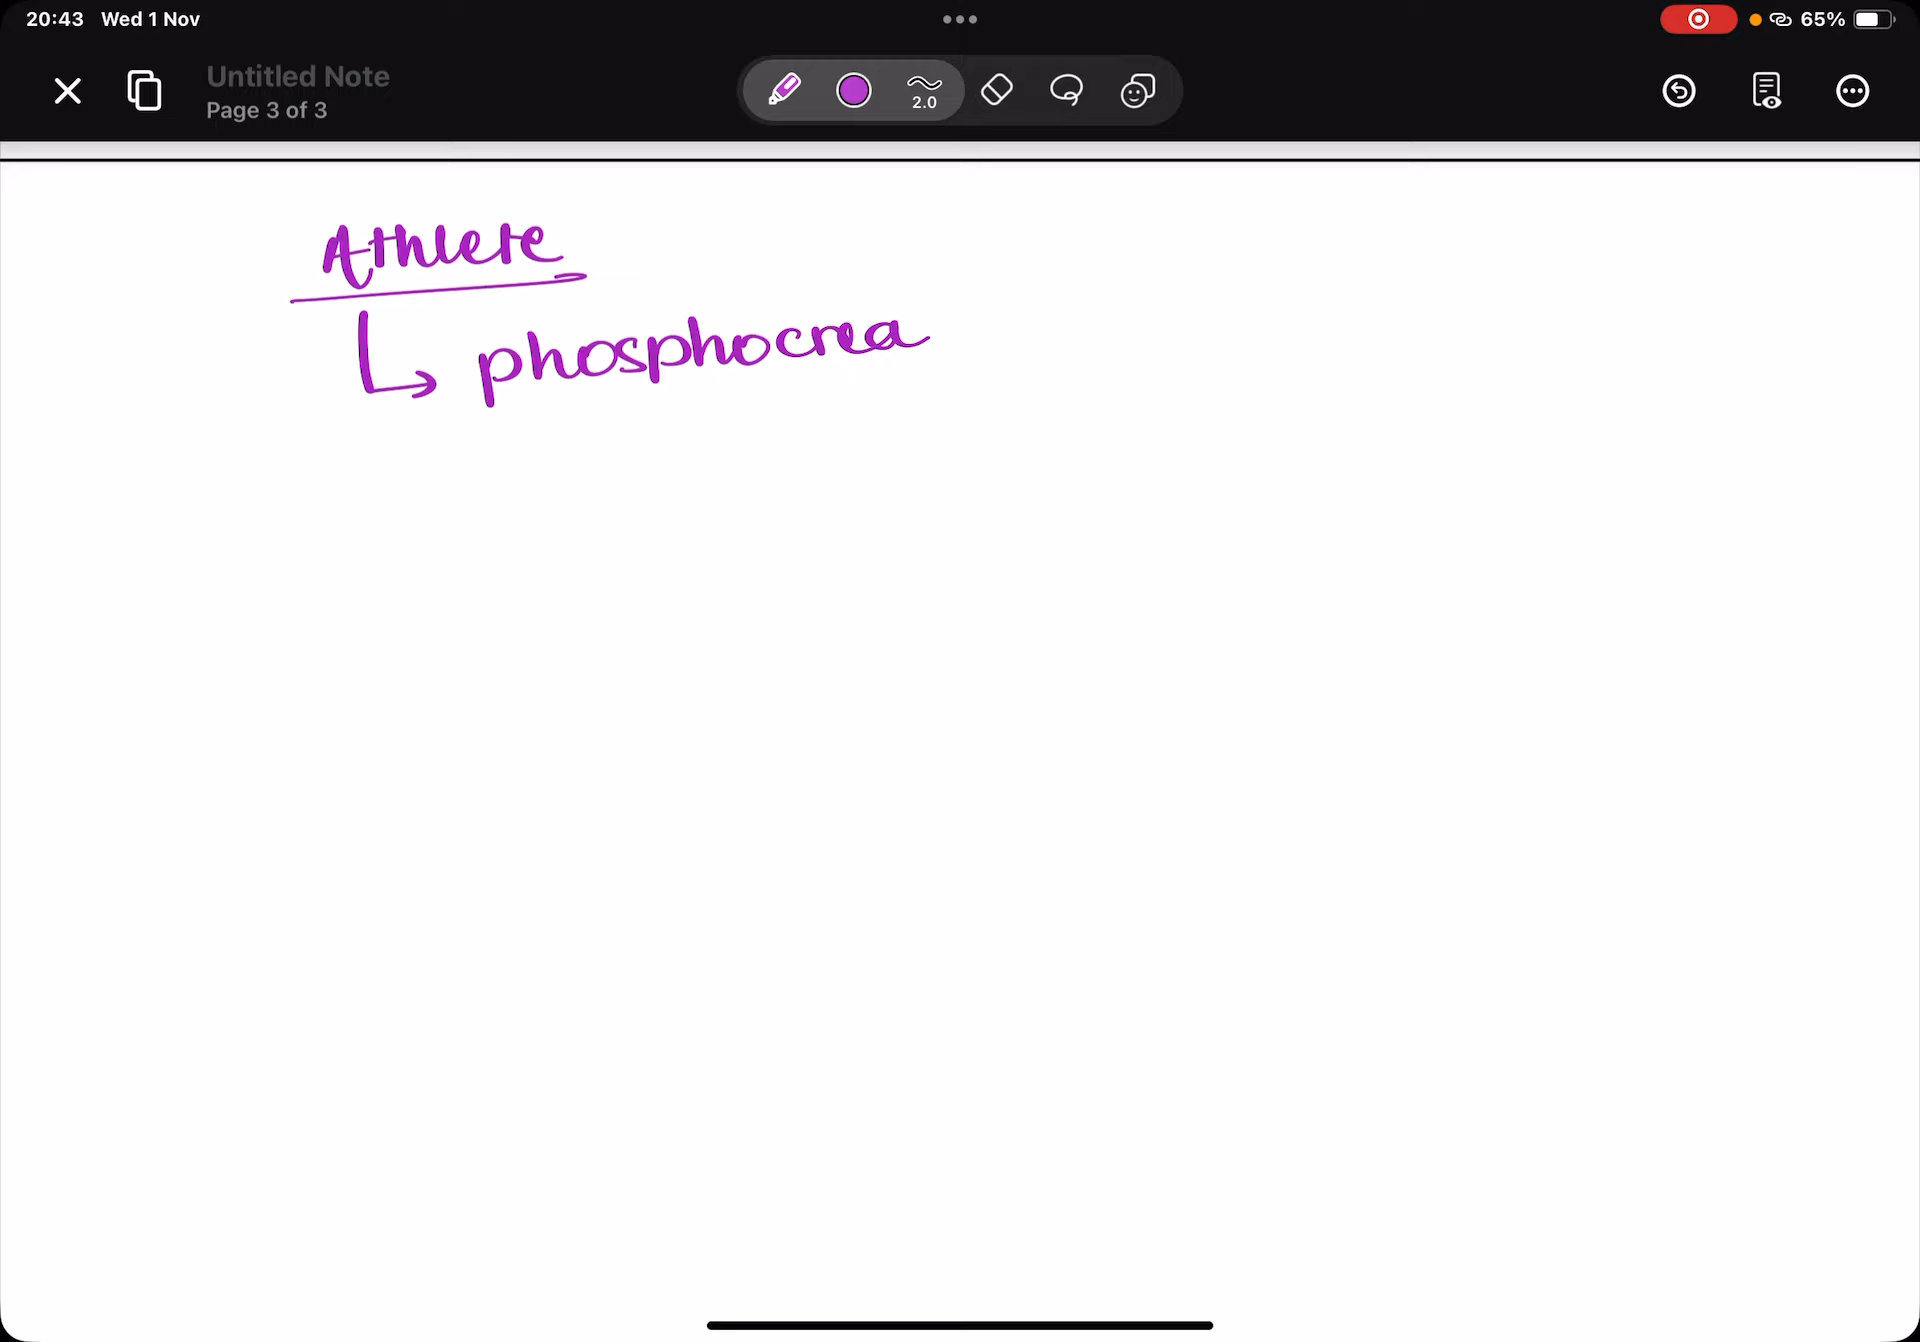 20:43 Wed 1 Nov
65%
Untitled Note
Page 3 of 3
2.0
Athlete
phosphocrea